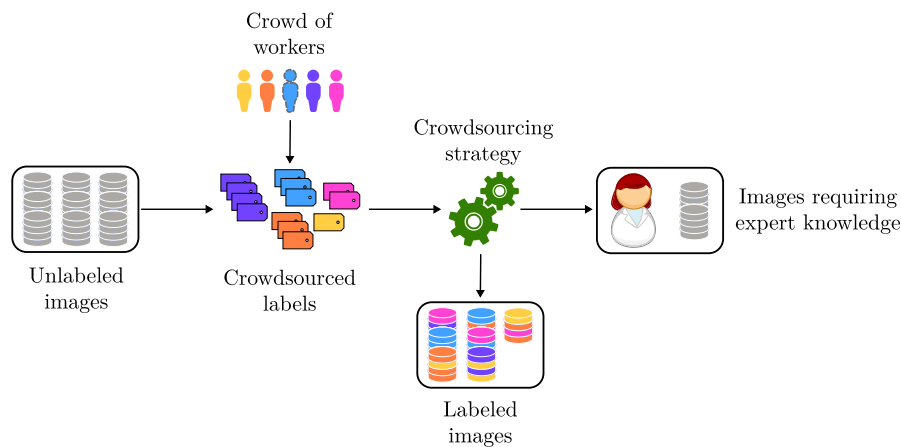 Crowd of
workers
Crowdsourcing
strategy
Images requiring
expert knowledge
Unlabeled
images
Crowdsourced
labels
Labeled
images